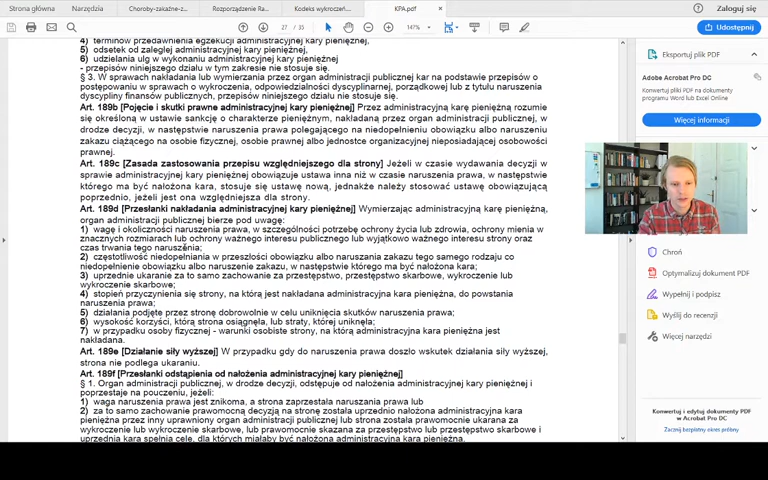 Strona główna
Narzędzia
Choroby-zakaźne-z...
Rozporządzenie Ra...
Kodeks wykroczeń...
KPA.pdf
Zaloguj się
27 / 35
147%
Udostępnij
4) terminów przedawnienia egzekucji administracyjnej kary pieniężnej,
5) odsetek od zaległej administracyjnej kary pieniężnej,
6) udzielania ulg w wykonaniu administracyjnej kary pieniężnej
- przepisów niniejszego działu w tym zakresie nie stosuje się.
§ 3. W sprawach nakładania lub wymierzania przez organ administracji publicznej kar na podstawie przepisów o
postępowaniu w sprawach o wykroczenia, odpowiedzialności dyscyplinarnej, porządkowej lub z tytułu naruszenia
dyscypliny finansów publicznych, przepisów niniejszego działu nie stosuje się.
Art. 189b [Pojęcie i skutki prawne administracyjnej kary pieniężnej] Przez administracyjną karę pieniężną rozumie
się określoną w ustawie sankcję o charakterze pieniężnym, nakładaną przez organ administracji publicznej, w
drodze decyzji, w następstwie naruszenia prawa polegającego na niedopełnieniu obowiązku albo naruszeniu
zakazu ciążącego na osobie fizycznej, osobie prawnej albo jednostce organizacyjnej nieposiadającej osobowości
prawnej.
Art. 189c [Zasada zastosowania przepisu względniejszego dla strony] Jeżeli w czasie wydawania decyzji w
sprawie administracyjnej kary pieniężnej obowiązuje ustawa inna niż w czasie naruszenia prawa, w następstwie
którego ma być nałożona kara, stosuje się ustawę nową, jednakże należy stosować ustawę obowiązującą
poprzednio, jeżeli jest ona względniejsza dla strony.
Art. 189d [Przesłanki nakładania administracyjnej kary pieniężnej] Wymierzając administracyjną karę pieniężną,
organ administracji publicznej bierze pod uwagę:
1) wagę i okoliczności naruszenia prawa, w szczególności potrzebę ochrony życia lub zdrowia, ochrony mienia w
znacznych rozmiarach lub ochrony ważnego interesu publicznego lub wyjątkowo ważnego interesu strony oraz
czas trwania tego naruszenia;
2) częstotliwość niedopełniania w przeszłości obowiązku albo naruszania zakazu tego samego rodzaju co
niedopełnienie obowiązku albo naruszenie zakazu, w następstwie którego ma być nałożona kara;
3) uprzednie ukaranie za to samo zachowanie za przestępstwo, przestępstwo skarbowe, wykroczenie lub
wykroczenie skarbowe;
4) stopień przyczynienia się strony, na którą jest nakładana administracyjna kara pieniężna, do powstania
naruszenia prawa;
5) działania podjęte przez stronę dobrowolnie w celu uniknięcia skutków naruszenia prawa;
6) wysokość korzyści, którą strona osiągnęła, lub straty, której uniknęła;
7) w przypadku osoby fizycznej - warunki osobiste strony, na którą administracyjna kara pieniężna jest
nakładana.
Art. 189e [Działanie siły wyższej] W przypadku gdy do naruszenia prawa doszło wskutek działania siły wyższej,
strona nie podlega ukaraniu.
Art. 189f [Przesłanki odstąpienia od nałożenia administracyjnej kary pieniężnej]
§ 1. Organ administracji publicznej, w drodze decyzji, odstępuje od nałożenia administracyjnej kary pieniężnej i
poprzestaje na pouczeniu, jeżeli:
1) waga naruszenia prawa jest znikoma, a strona zaprzestała naruszania prawa lub
2) za to samo zachowanie prawomocną decyzją na stronę została uprzednio nałożona administracyjna kara
pieniężna przez inny uprawniony organ administracji publicznej lub strona została prawomocnie ukarana za
wykroczenie lub wykroczenie skarbowe, lub prawomocnie skazana za przestępstwo lub przestępstwo skarbowe i
uprzednia kara spełnia cele, dla których miałaby być nałożona administracyjna kara pieniężna.
Eksportuj plik PDF
Adobe Acrobat Pro DC
Konwertuj pliki PDF na dokumenty
programu Word lub Excel Online
Więcej informacji
Chroń
Optymalizuj dokument PDF
Wypełnij i podpisz
Wyślij do recenzji
Więcej narzędzi
Konwertuj i edytuj dokumenty PDF
w Acrobat Pro DC
Zacznij bezpłatny okres próbny